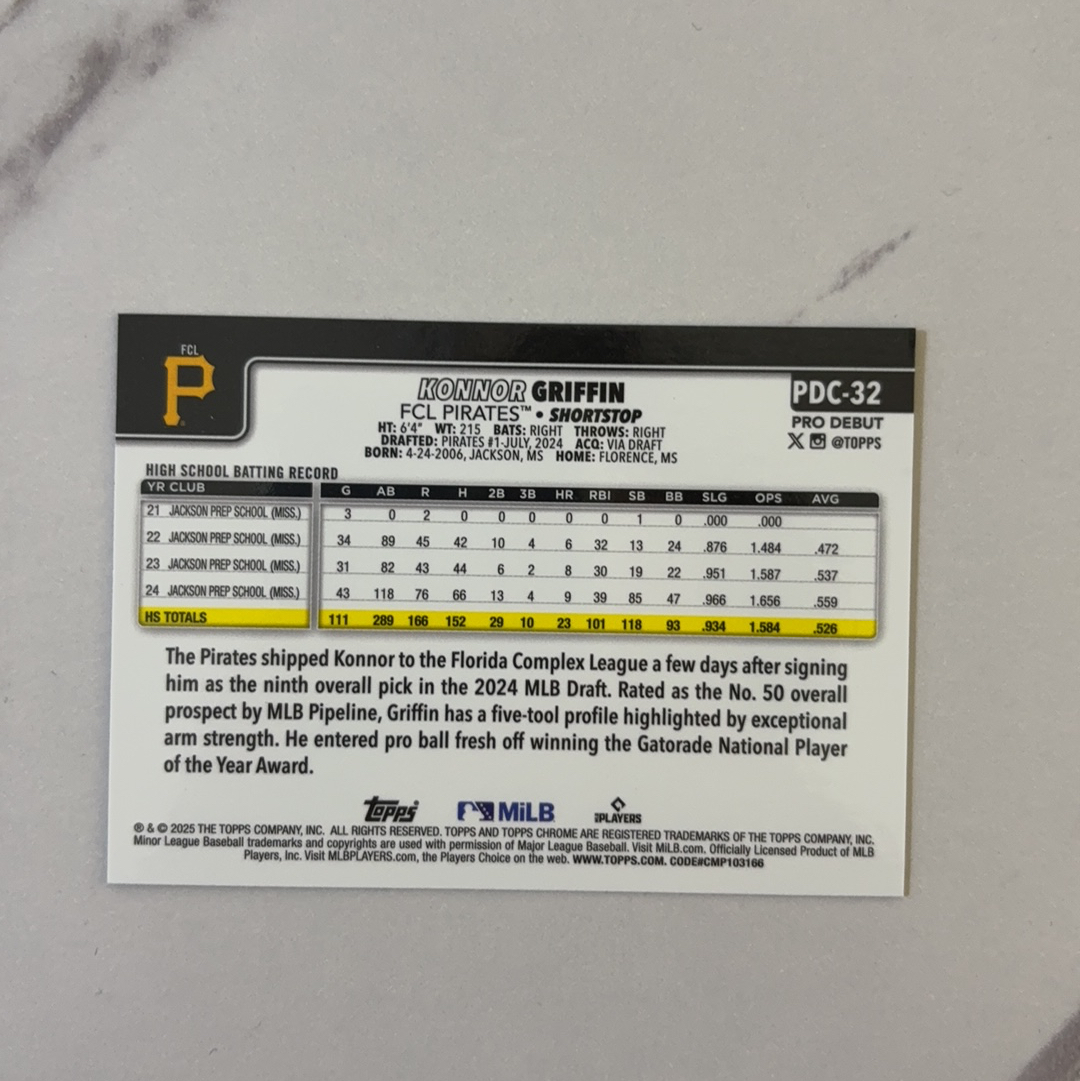 FCL
P
KONNOR GRIFFIN
PDC-32
FCL PIRATES™ • SHORTSTOP
PRO DEBUT
HT: 6'4" WT: 215 BATS: RIGHT THROWS: RIGHT
@TOPPS
DRAFTED: PIRATES #1-JULY, 2024 ACQ: VIA DRAFT
BORN: 4-24-2006, JACKSON, MS HOME: FLORENCE, MS
HIGH SCHOOL BATTING RECORD
YR CLUB G AB R H 2B 3B HR RBI SB BB SLG OPS AVG
21 JACKSON PREP SCHOOL (MISS.) 3 0 2 0 0 0 0 0 1 0 .000 .000
22 JACKSON PREP SCHOOL (MISS.) 34 89 45 42 10 4 6 32 13 24 .876 1.484 .472
23 JACKSON PREP SCHOOL (MISS.) 31 82 43 44 6 2 8 30 19 22 .951 1.587 .537
24 JACKSON PREP SCHOOL (MISS.) 43 118 76 66 13 4 9 39 85 47 .966 1.656 .559
HS TOTALS 111 289 166 152 29 10 23 101 118 93 .934 1.584 .526
The Pirates shipped Konnor to the Florida Complex League a few days after signing
him as the ninth overall pick in the 2024 MLB Draft. Rated as the No. 50 overall
prospect by MLB Pipeline, Griffin has a five-tool profile highlighted by exceptional
arm strength. He entered pro ball fresh off winning the Gatorade National Player
of the Year Award.
Topps MiLB PLAYERS
® & © 2025 THE TOPPS COMPANY, INC. ALL RIGHTS RESERVED. TOPPS AND TOPPS CHROME ARE REGISTERED TRADEMARKS OF THE TOPPS COMPANY, INC.
Minor League Baseball trademarks and copyrights are used with permission of Major League Baseball. Visit MiLB.com. Officially Licensed Product of MLB
Players, Inc. Visit MLBPLAYERS.com, the Players Choice on the web. WWW.TOPPS.COM. CODE#CMP103166